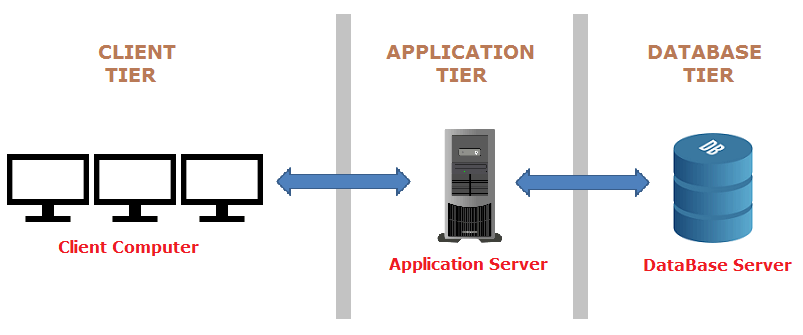 CLIENT
TIER
APPLICATION
TIER
DATABASE
TIER
DB
Client Computer
Application Server
DataBase Server